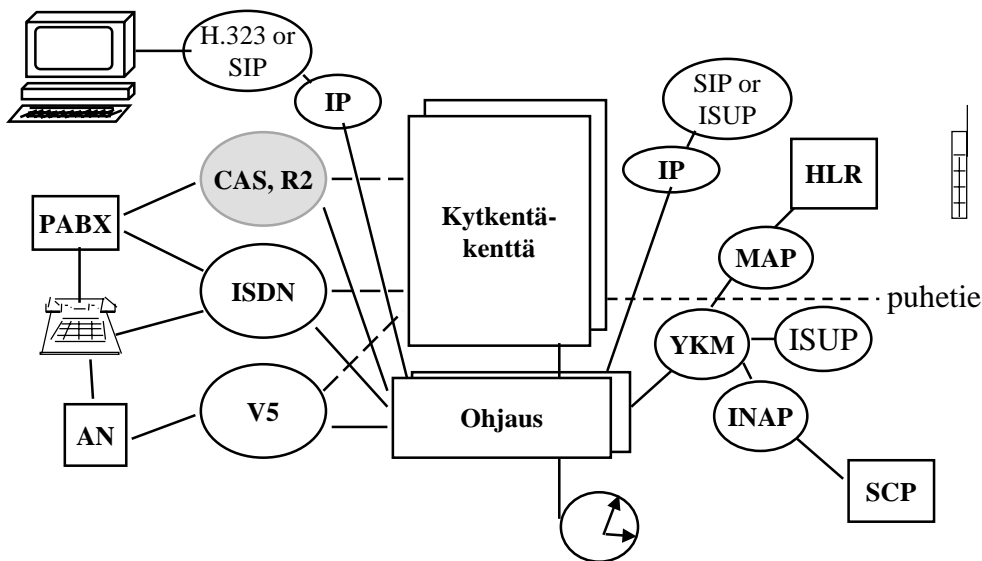 H.323 or
SIP
IP
SIP or
ISUP
IP
HLR
CAS, R2
PABX
Kytkentä-
kenttä
MAP
ISDN
puhetie
YKM
ISUP
V5
AN
Ohjaus
INAP
SCP